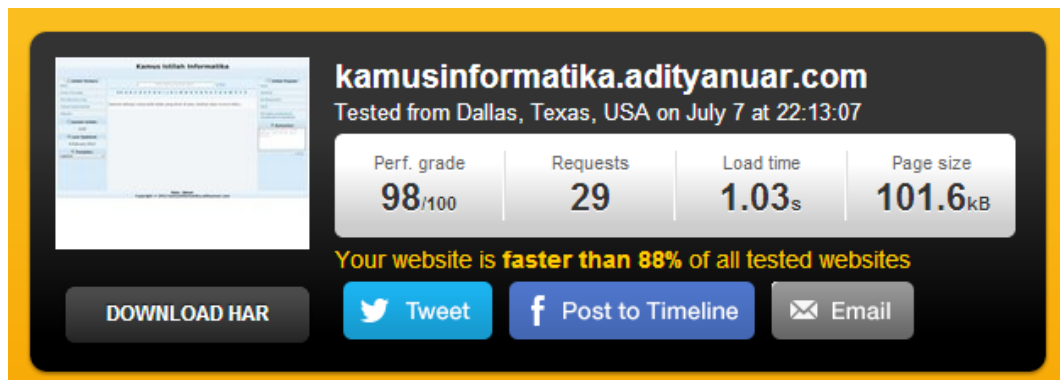 Kamus Istilah Informatika
kamusinformatika.adityanuar.com
Tested from Dallas, Texas, USA on July 7 at 22:13:07
Perf. grade Requests Load time Page size
98/100 29 1.03s 101.6kB
Your website is faster than 88% of all tested websites
DOWNLOAD HAR Tweet f Post to Timeline Email